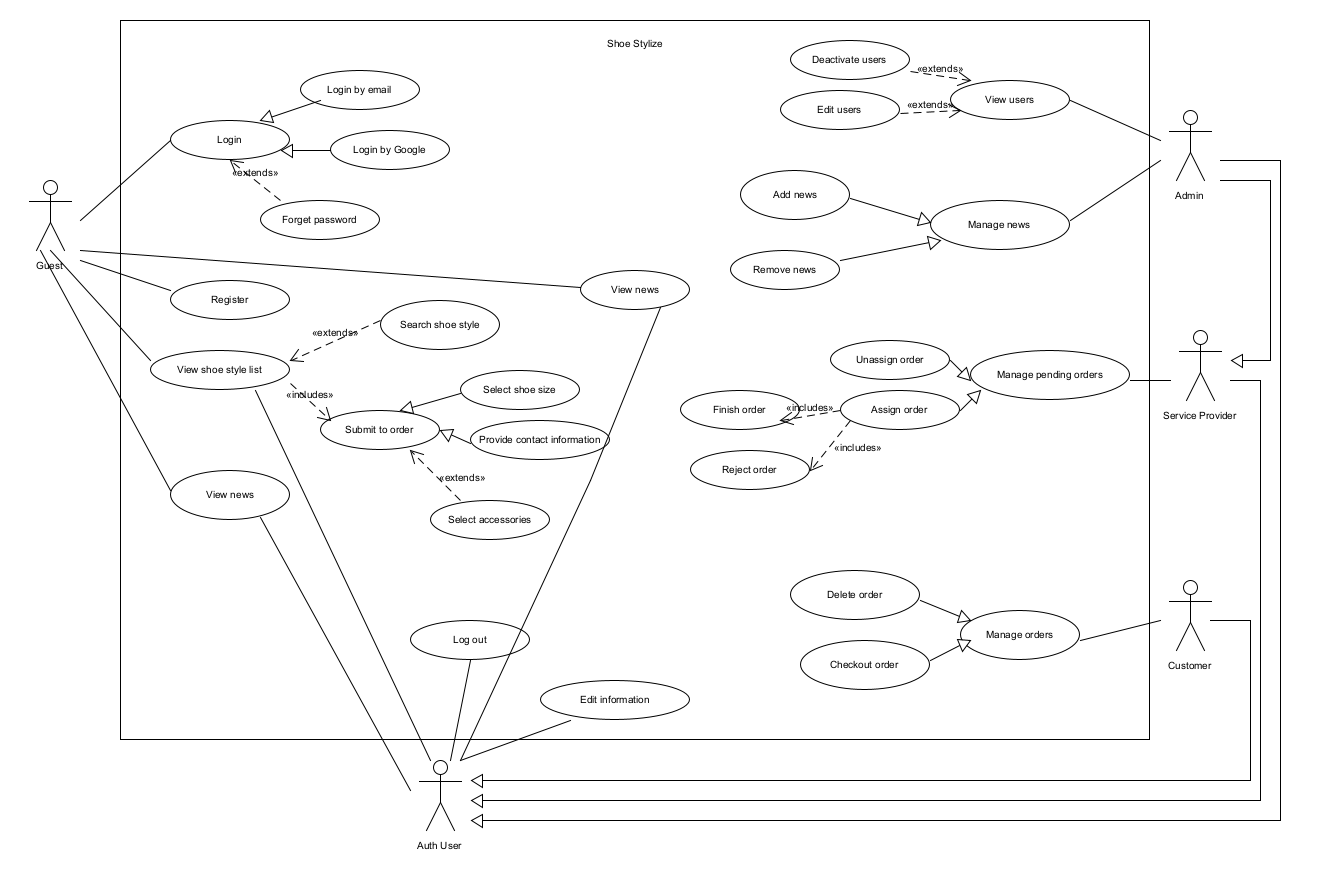 Shoe Stylize
Deactivate users
«extends»
Login by email
View users
Edit users
«extends»
Login
Login by Google
«extends»
Admin
Add news
Forget password
Manage news
Guest
Remove news
View news
Register
Search shoe style
«extends»
Unassign order
View shoe style list
Manage pending orders
Select shoe size
«includes»
Finish order
«includes»
Assign order
Service Provider
Submit to order
Provide contact information
«includes»
Reject order
«extends»
View news
Select accessories
Delete order
Manage orders
Log out
Checkout order
Customer
Edit information
Auth User